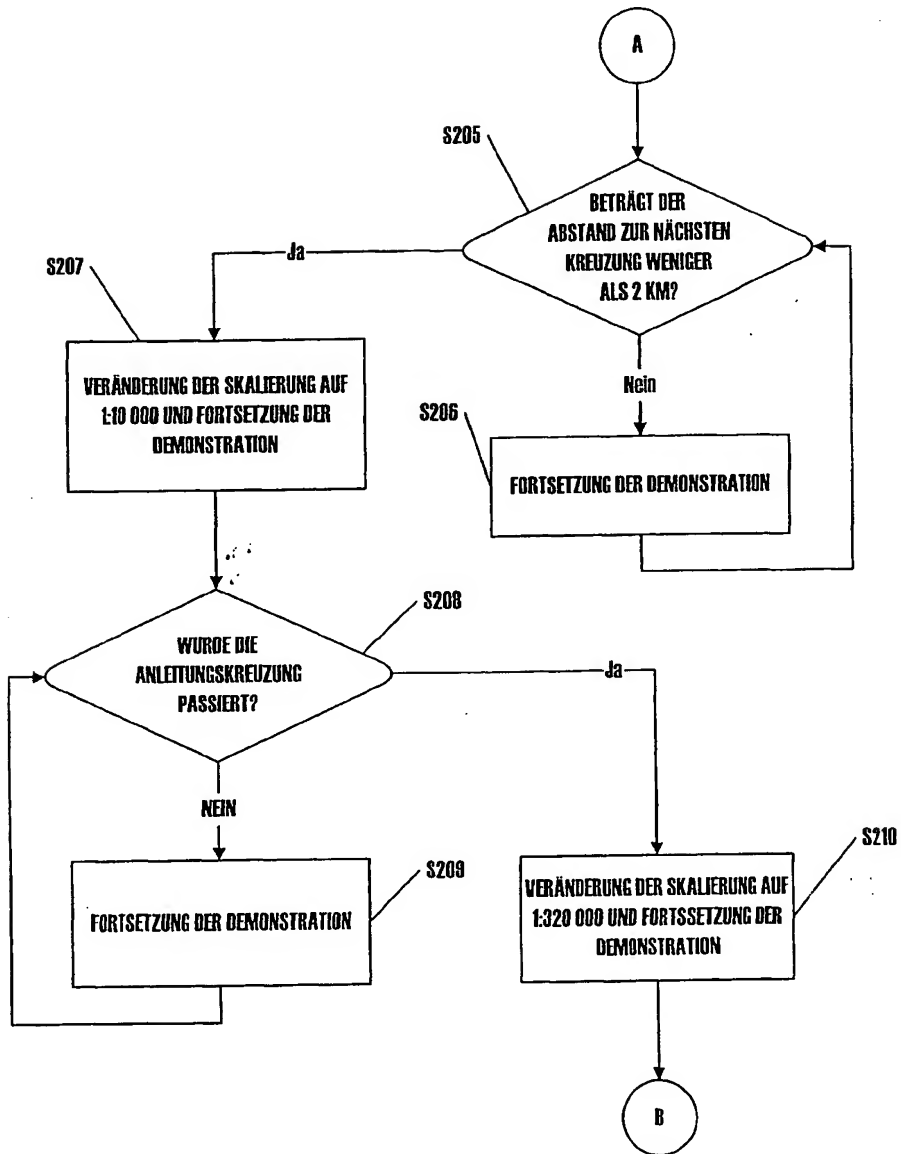 A
S205
BETRÄGT DER
ABSTAND ZUR NÄCHSTEN
KREUZUNG WENIGER
ALS 2 KM?
Ja
S207
Nein
VERÄNDERUNG DER SKALIERUNG AUF
1:10 000 UND FORTSETZUNG DER
DEMONSTRATION
S206
FORTSETZUNG DER DEMONSTRATION
S208
WURDE DIE
ANLEITUNGSKREUZUNG
PASSIERT?
Ja
NEIN
S209
FORTSETZUNG DER DEMONSTRATION
S210
VERÄNDERUNG DER SKALIERUNG AUF
1:320 000 UND FORTSSETZUNG DER
DEMONSTRATION
B